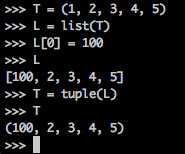 >>> T = (1, 2, 3, 4, 5)
>>> L = list(T)
>>> L[0] = 100
>>> L
[100, 2, 3, 4, 5]
>>> T = tuple(L)
>>> T
(100, 2, 3, 4, 5)
>>>